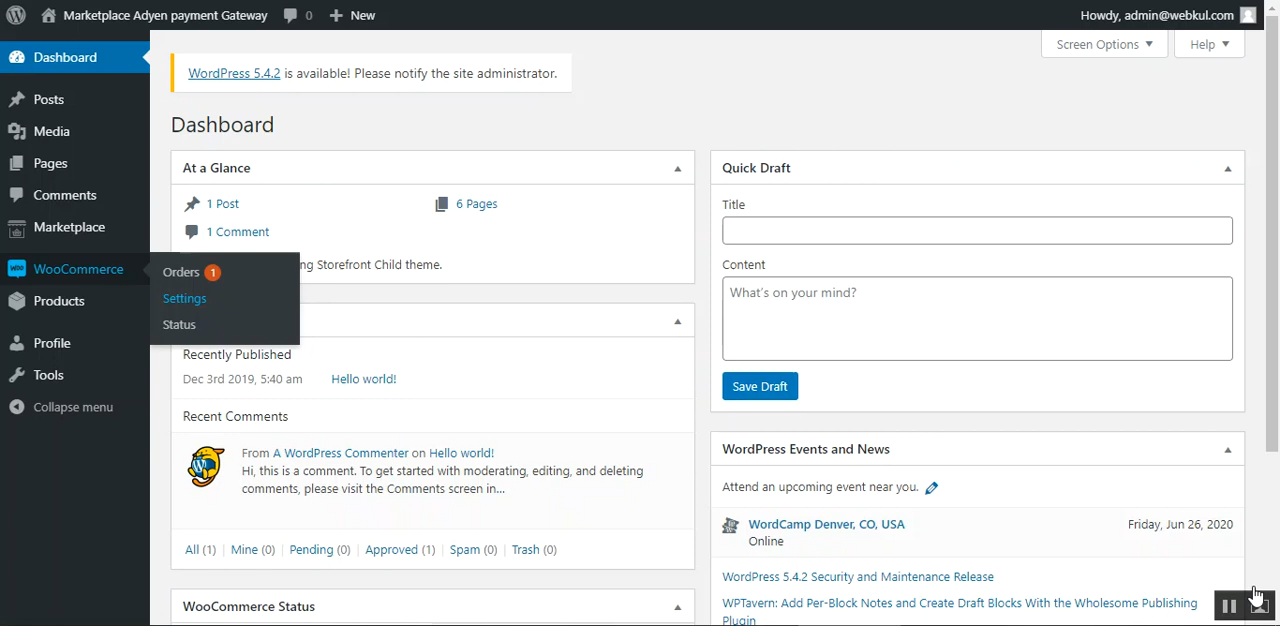 Marketplace Adyen payment Gateway 0 New Howdy, admin@webkul.com
Screen Options Help
Dashboard
Posts
Media
Pages
Comments
Marketplace
WooCommerce
Products
Profile
Tools
Collapse menu
Orders 1
Settings
Status
WordPress 5.4.2 is available! Please notify the site administrator.
Dashboard
At a Glance
1 Post 6 Pages
1 Comment
ng Storefront Child theme.
Recently Published
Dec 3rd 2019, 5:40 am Hello world!
Recent Comments
From A WordPress Commenter on Hello world!
Hi, this is a comment. To get started with moderating, editing, and deleting
comments, please visit the Comments screen in...
All (1) | Mine (0) | Pending (0) | Approved (1) | Spam (0) | Trash (0)
WooCommerce Status
Quick Draft
Title
Content
What's on your mind?
Save Draft
WordPress Events and News
Attend an upcoming event near you.
WordCamp Denver, CO, USA Friday, Jun 26, 2020
Online
WordPress 5.4.2 Security and Maintenance Release
WPTavern: Add Per-Block Notes and Create Draft Blocks With the Wholesome Publishing
Plugin